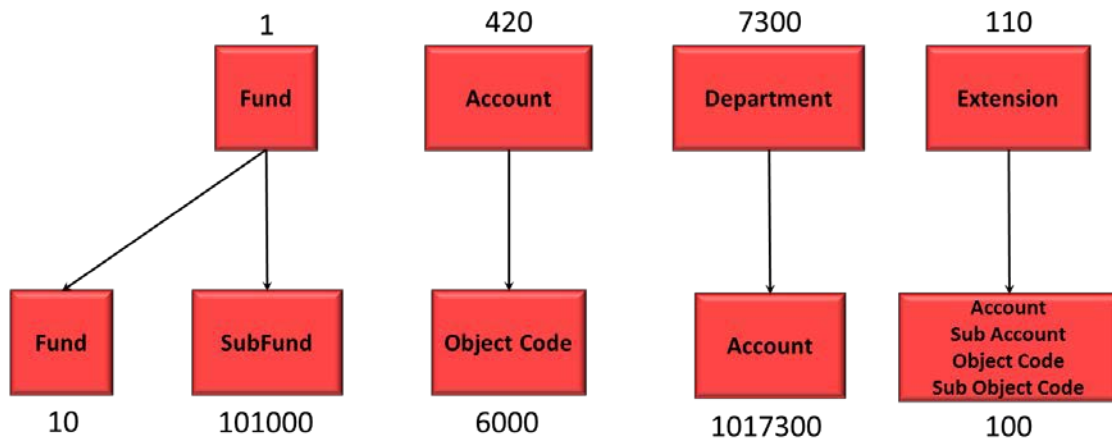 1 420 7300 110
Fund Account Department Extension
Fund SubFund Object Code Account
Account
Sub Account
Object Code
Sub Object Code
10 101000 6000 1017300 100